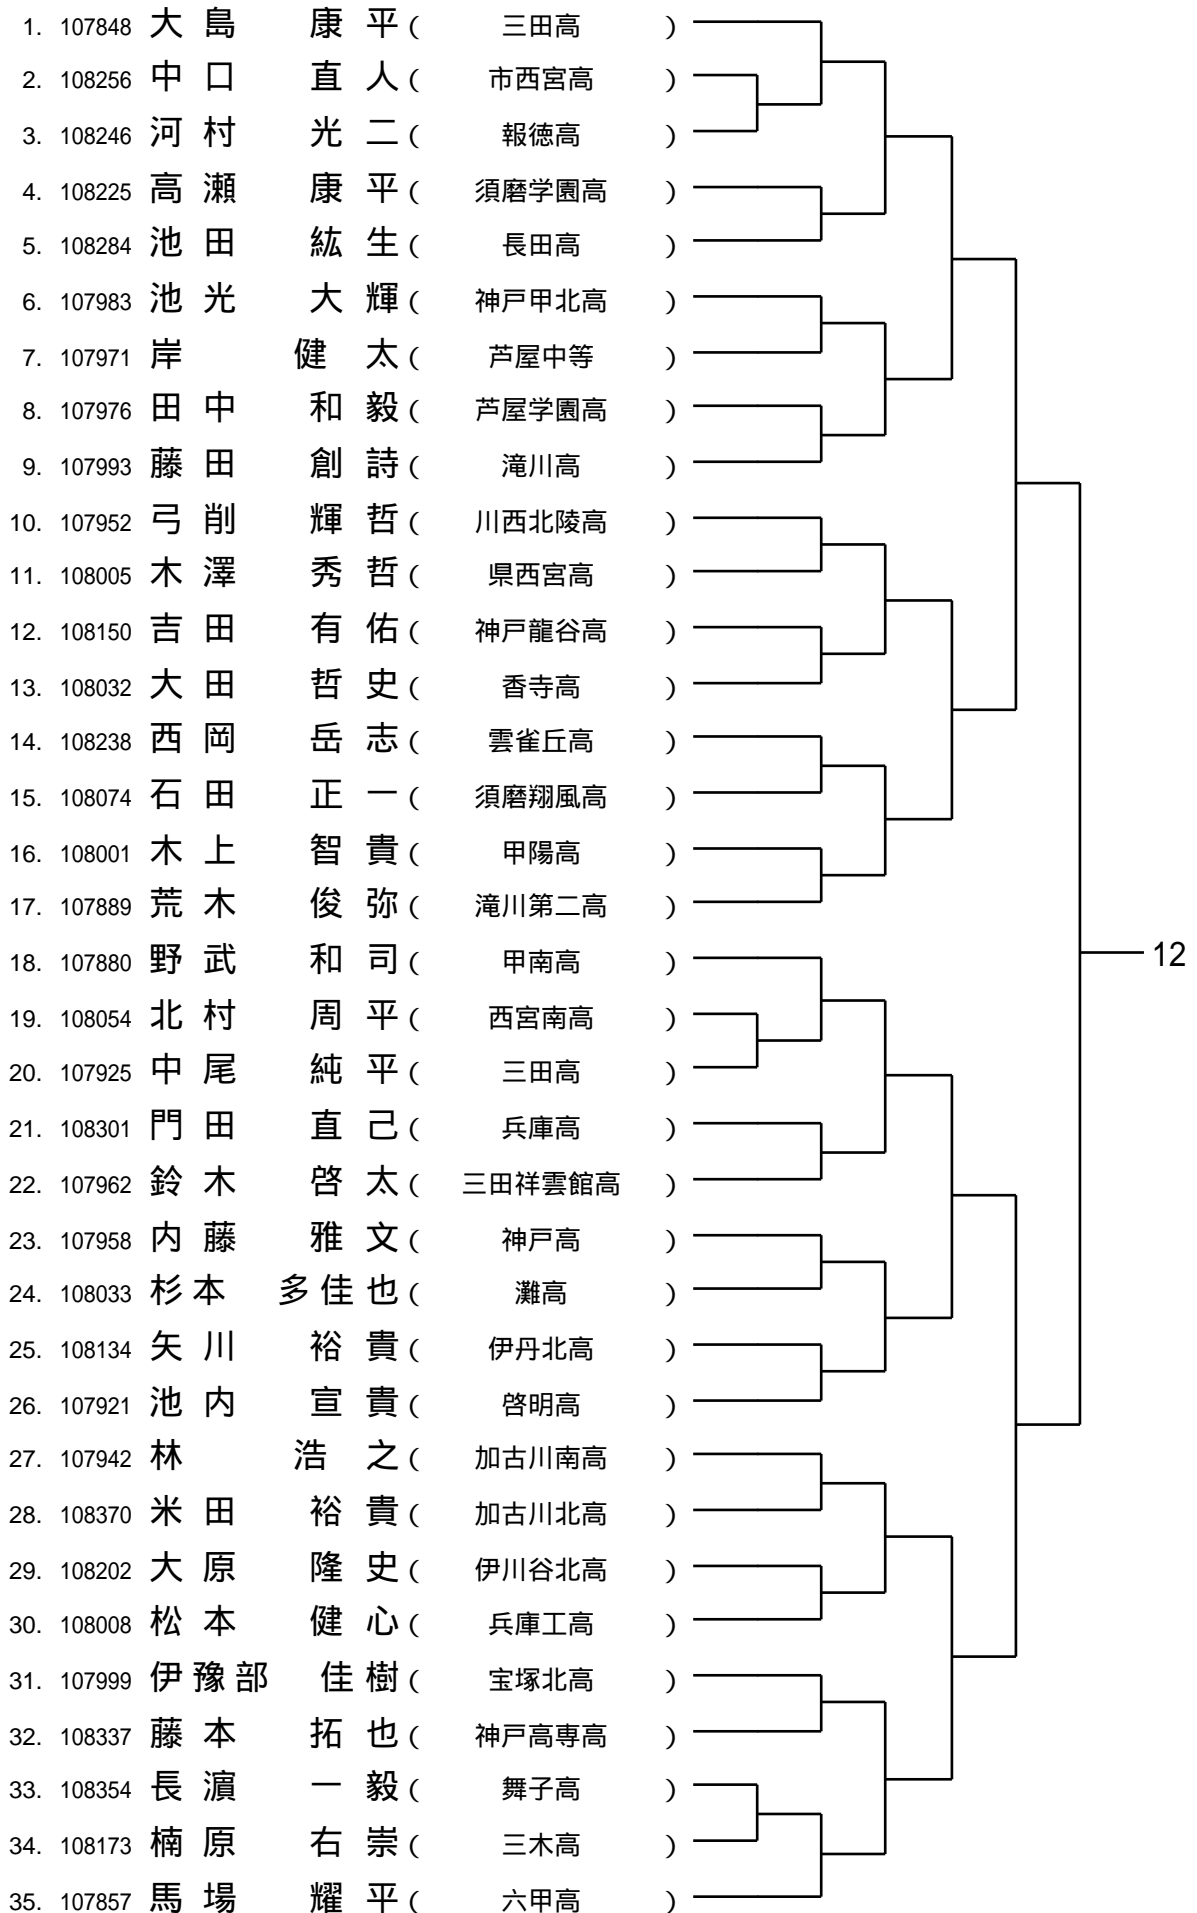 1. 107848 大島 康平 ( 三田高 )
2. 108256 中口 直人 ( 市西宮高 )
3. 108246 河村 光二 ( 報徳高 )
4. 108225 高瀬 康平 ( 須磨学園高 )
5. 108284 池田 紘生 ( 長田高 )
6. 107983 池光 大輝 ( 神戸甲北高 )
7. 107971 岸 健太 ( 芦屋中等 )
8. 107976 田中 和毅 ( 芦屋学園高 )
9. 107993 藤田 創詩 ( 滝川高 )
10. 107952 弓削 輝哲 ( 川西北陵高 )
11. 108005 木澤 秀哲 ( 県西宮高 )
12. 108150 吉田 有佑 ( 神戸龍谷高 )
13. 108032 大田 哲史 ( 香寺高 )
14. 108238 西岡 岳志 ( 雲雀丘高 )
15. 108074 石田 正一 ( 須磨翔風高 )
16. 108001 木上 智貴 ( 甲陽高 )
17. 107889 荒木 俊弥 ( 滝川第二高 )
18. 107880 野武 和司 ( 甲南高 )
12
19. 108054 北村 周平 ( 西宮南高 )
20. 107925 中尾 純平 ( 三田高 )
21. 108301 門田 直己 ( 兵庫高 )
22. 107962 鈴木 啓太 ( 三田祥雲館高 )
23. 107958 内藤 雅文 ( 神戸高 )
24. 108033 杉本 多佳也 ( 灘高 )
25. 108134 矢川 裕貴 ( 伊丹北高 )
26. 107921 池内 宣貴 ( 啓明高 )
27. 107942 林 浩之 ( 加古川南高 )
28. 108370 米田 裕貴 ( 加古川北高 )
29. 108202 大原 隆史 ( 伊川谷北高 )
30. 108008 松本 健心 ( 兵庫工高 )
31. 107999 伊豫部 佳樹 ( 宝塚北高 )
32. 108337 藤本 拓也 ( 神戸高専高 )
33. 108354 長濵 一毅 ( 舞子高 )
34. 108173 楠原 右崇 ( 三木高 )
35. 107857 馬場 耀平 ( 六甲高 )